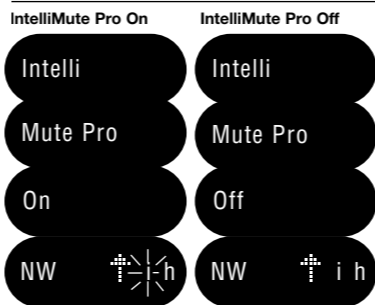 IntelliMute Pro On
Intelli
Mute Pro
On
NW i h
IntelliMute Pro Off
Intelli
Mute Pro
Off
NW i h